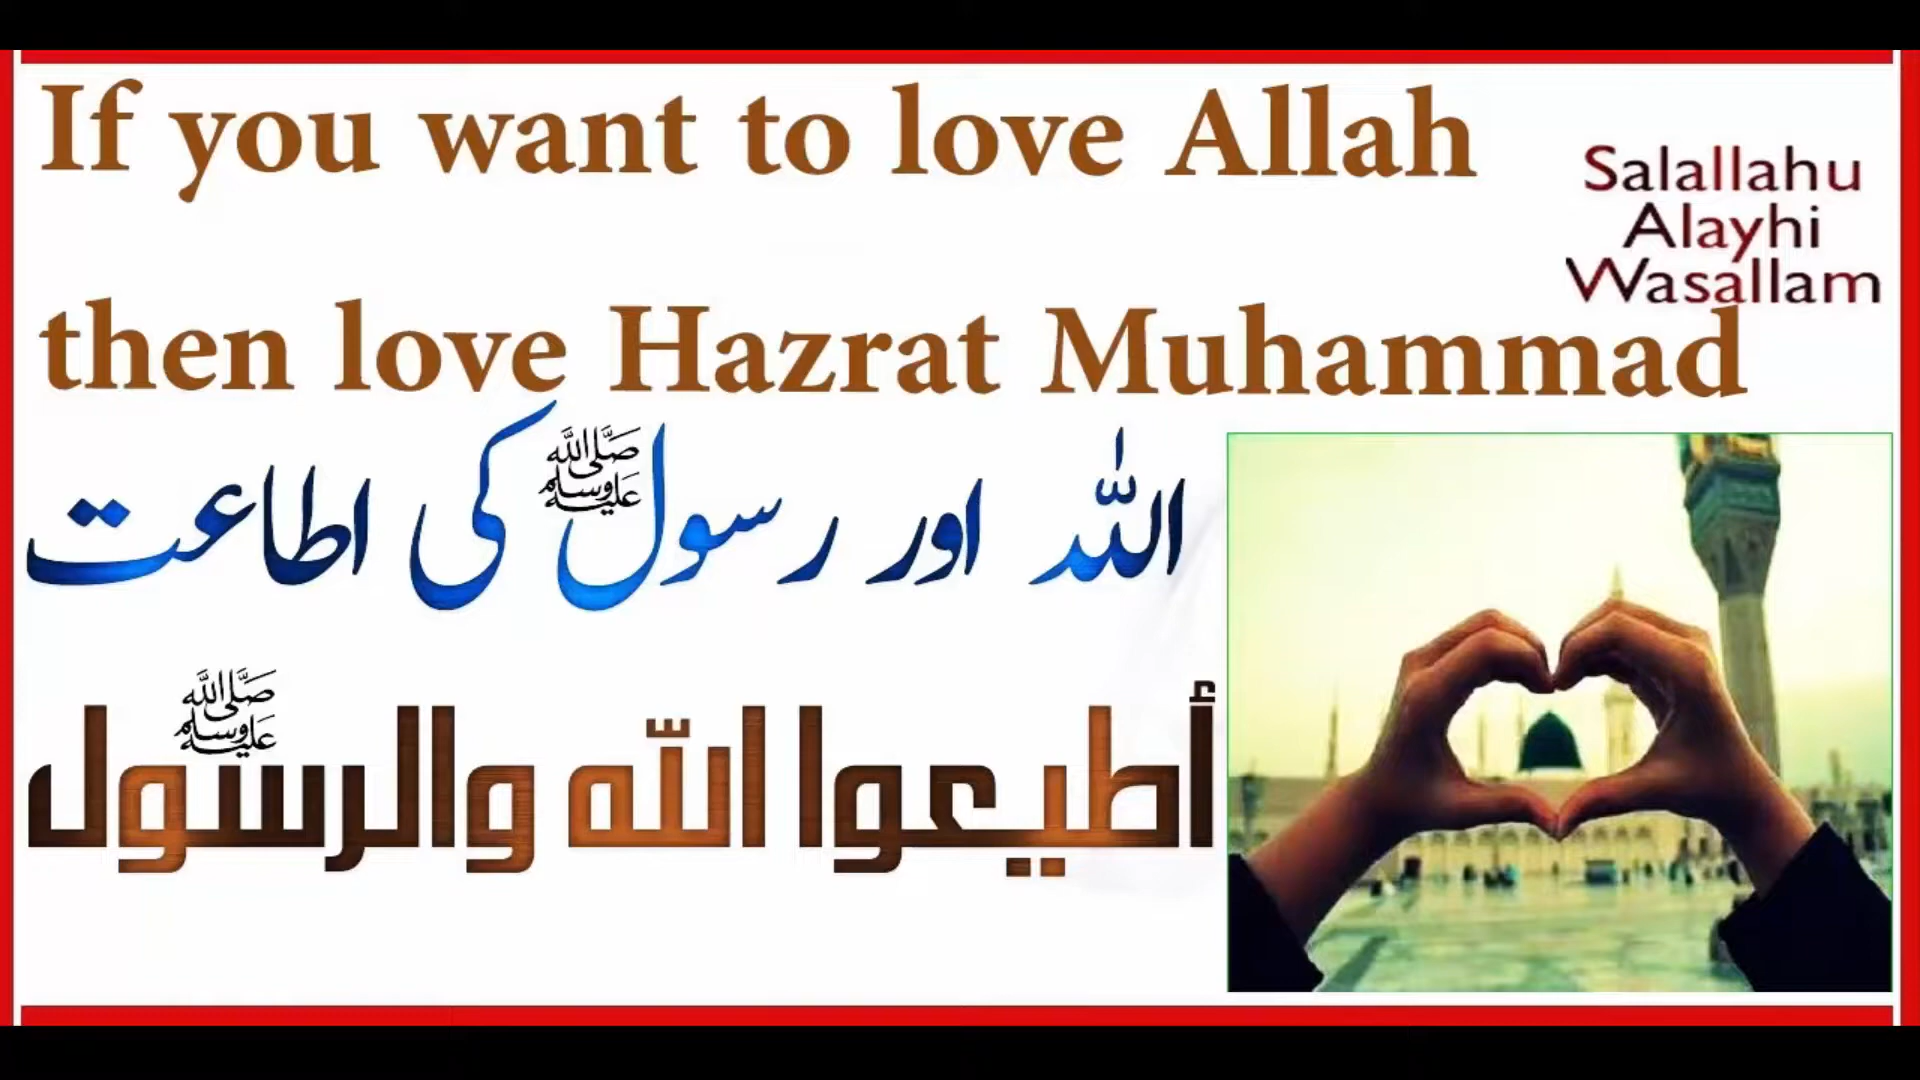 If you want to love Allah
Salallahu
Alayhi
Wasallam
then love Hazrat Muhammad
اللہ اور رسول ﷺ کی اطاعت
أطيعوا الله والرسول ﷺ